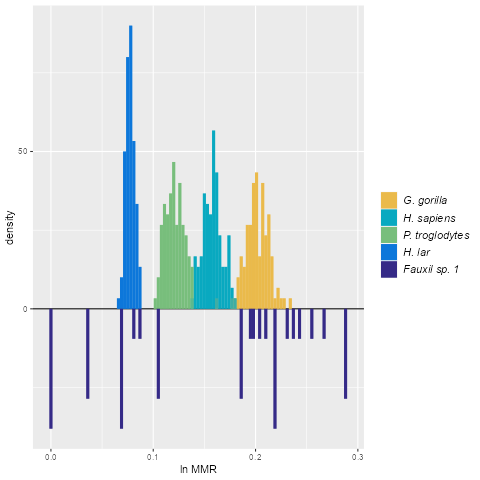 density
50
0
0.0 0.1 0.2 0.3
ln MMR
G. gorilla
H. sapiens
P. troglodytes
H. lar
Fauxil sp. 1